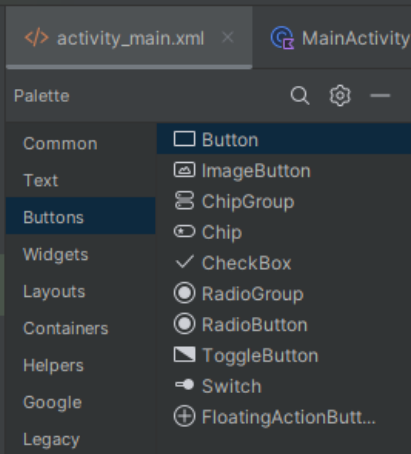 activity_main.xml
MainActivity
Palette
Common
Text
Buttons
Widgets
Layouts
Containers
Helpers
Google
Legacy
Button
ImageButton
ChipGroup
Chip
CheckBox
RadioGroup
RadioButton
ToggleButton
Switch
FloatingActionButt...